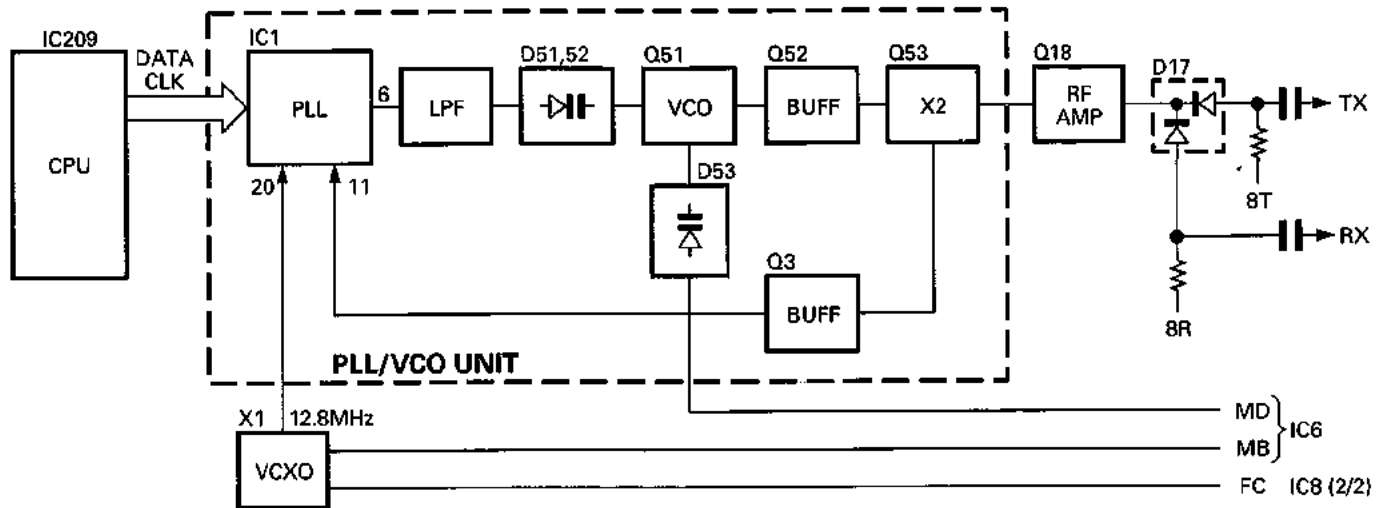 IC209
DATA
CLK
CPU
IC1
PLL
6
20
11
LPF
D51,52
Q51
VCO
Q52
BUFF
Q53
X2
D53
Q3
BUFF
PLL/VCO UNIT
Q18
RF
AMP
D17
TX
8T
RX
8R
X1 12.8MHz
VCXO
MD
MB
IC6
FC IC8 (2/2)